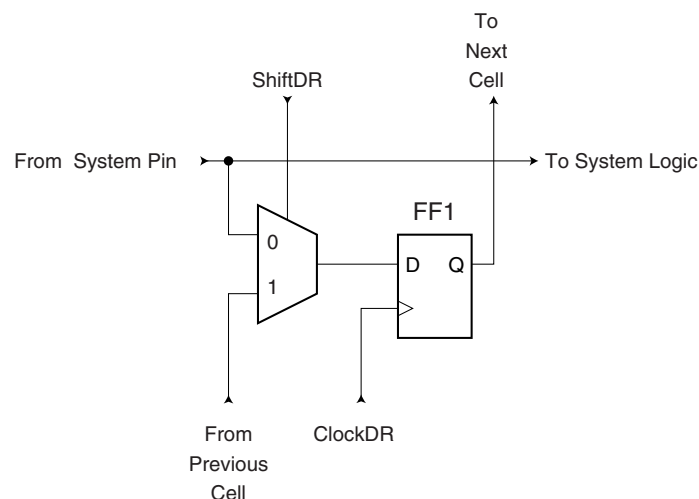 To
Next
Cell
ShiftDR
From System Pin
To System Logic
FF1
0
D Q
1
From
Previous
Cell
ClockDR